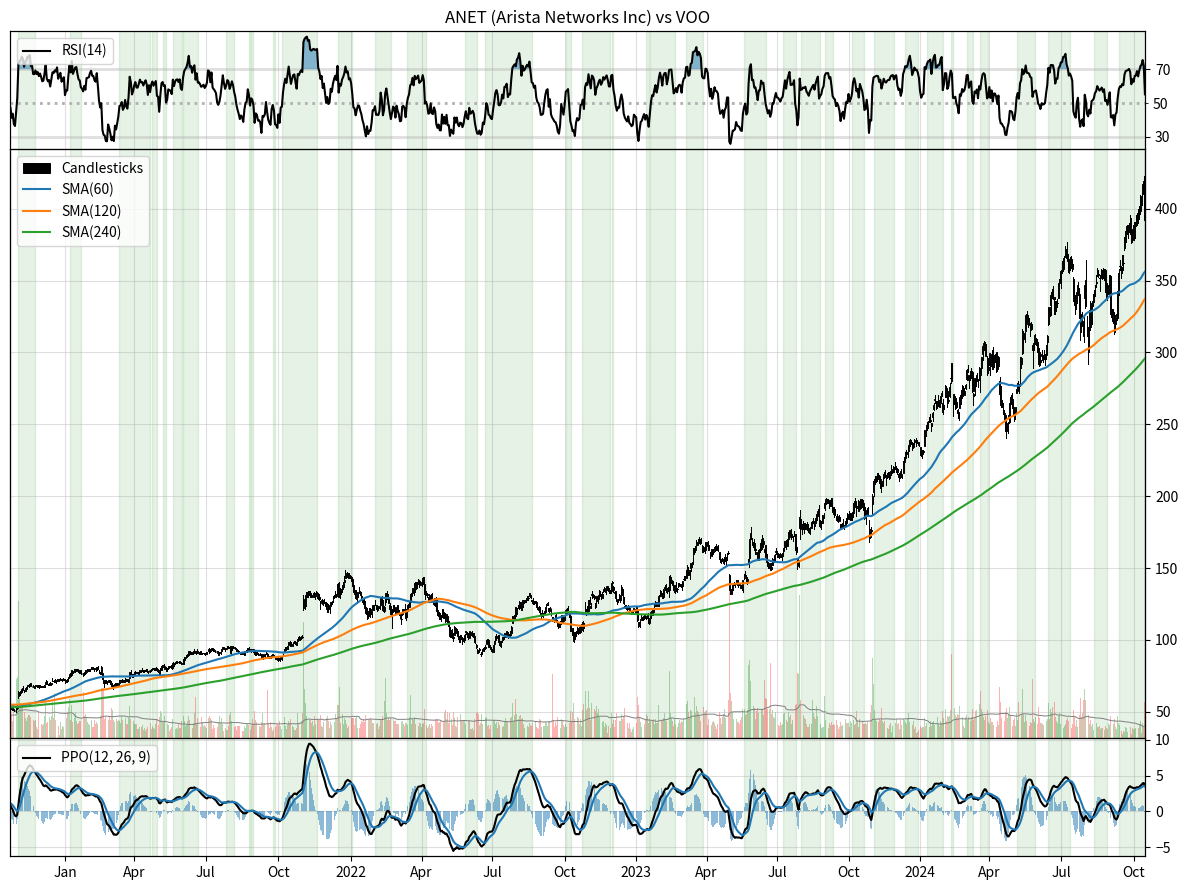 ANET (Arista Networks Inc) vs VOO
RSI(14)
70
50
30
Candlesticks
SMA(60)
SMA(120)
SMA(240)
400
350
300
250
200
150
100
50
PPO(12, 26, 9)
10
5
0
−5
Jan Apr Jul Oct 2022 Apr Jul Oct 2023 Apr Jul Oct 2024 Apr Jul Oct